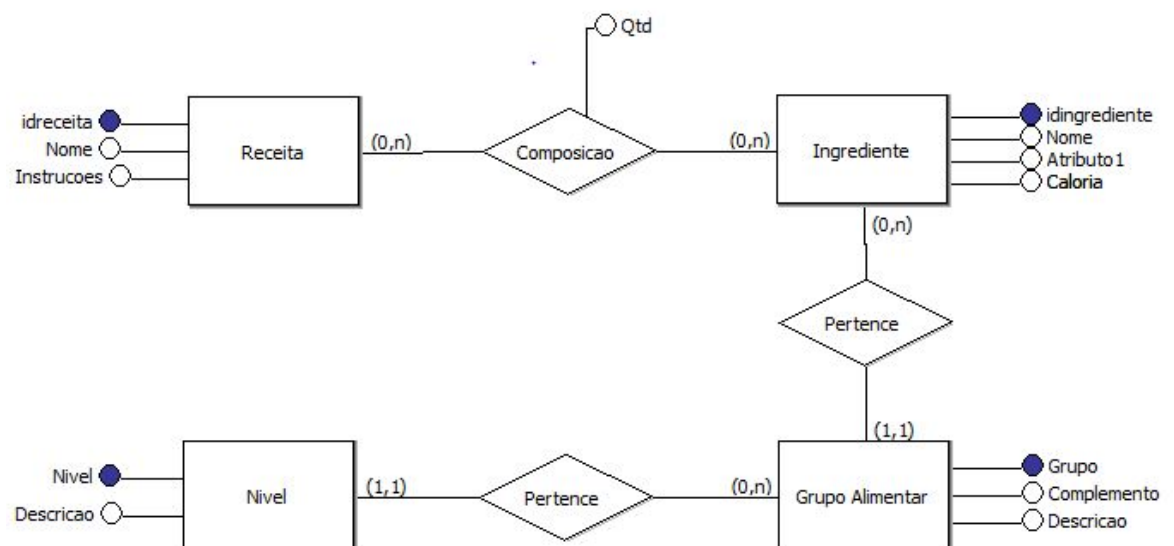 Qtd
idreceita
Nome
Instrucoes
Receita
(0,n)
Composicao
(0,n)
Ingrediente
idingrediente
Nome
Atributo1
Caloria
(0,n)
Pertence
(1,1)
Nivel
Descricao
Nivel
(1,1)
Pertence
(0,n)
Grupo Alimentar
Grupo
Complemento
Descricao